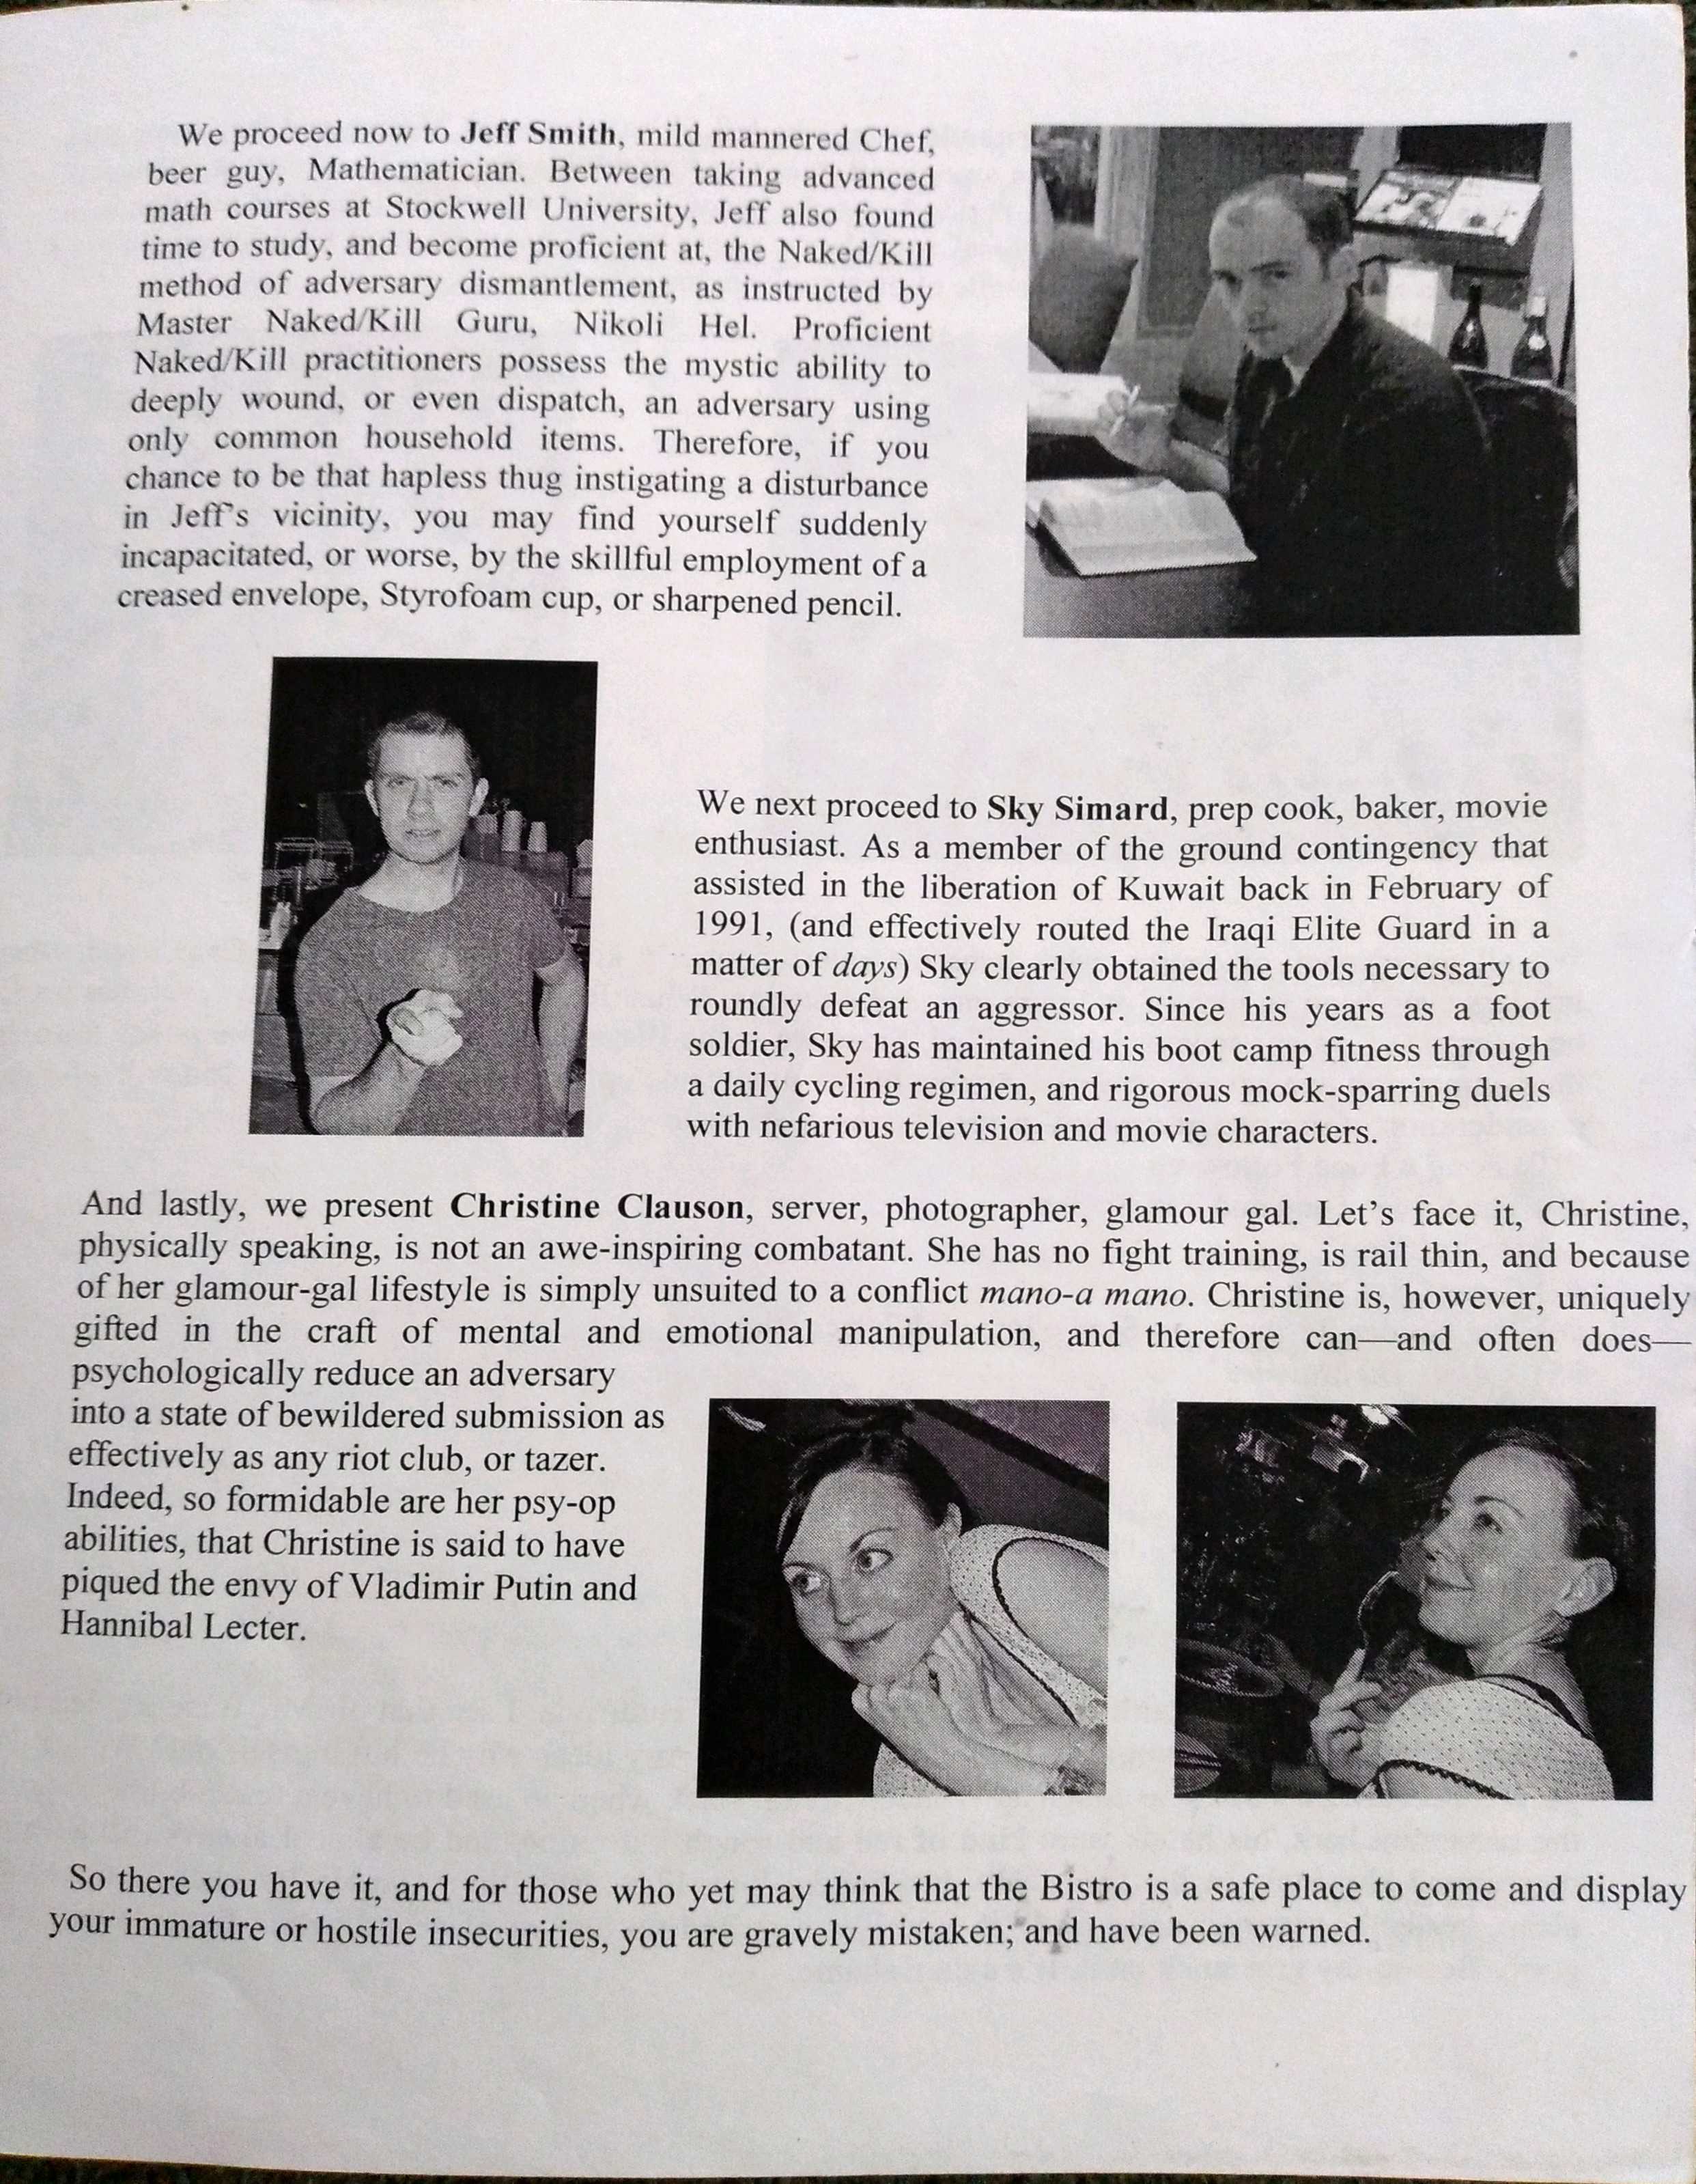 We proceed now to Jeff Smith, mild mannered Chef,
beer guy, Mathematician. Between taking advanced
math courses at Stockwell University, Jeff also found
time to study, and become proficient at, the Naked/Kill
method of adversary dismantlement, as instructed by
Master Naked/Kill Guru, Nikoli Hel. Proficient
Naked/Kill practitioners possess the mystic ability to
deeply wound, or even dispatch, an adversary using
only common household items. Therefore, if you
chance to be that hapless thug instigating a disturbance
in Jeff's vicinity, you may find yourself suddenly
incapacitated, or worse, by the skillful employment of a
creased envelope, Styrofoam cup, or sharpened pencil.
We next proceed to Sky Simard, prep cook, baker, movie
enthusiast. As a member of the ground contingency that
assisted in the liberation of Kuwait back in February of
1991, (and effectively routed the Iraqi Elite Guard in a
matter of days) Sky clearly obtained the tools necessary to
roundly defeat an aggressor. Since his years as a foot
soldier, Sky has maintained his boot camp fitness through
a daily cycling regimen, and rigorous mock-sparring duels
with nefarious television and movie characters.
And lastly, we present Christine Clauson, server, photographer, glamour gal. Let's face it, Christine,
physically speaking, is not an awe-inspiring combatant. She has no fight training, is rail thin, and because
of her glamour-gal lifestyle is simply unsuited to a conflict mano-a mano. Christine is, however, uniquely
gifted in the craft of mental and emotional manipulation, and therefore can—and often does—
psychologically reduce an adversary
into a state of bewildered submission as
effectively as any riot club, or tazer.
Indeed, so formidable are her psy-op
abilities, that Christine is said to have
piqued the envy of Vladimir Putin and
Hannibal Lecter.
So there you have it, and for those who yet may think that the Bistro is a safe place to come and display
your immature or hostile insecurities, you are gravely mistaken; and have been warned.